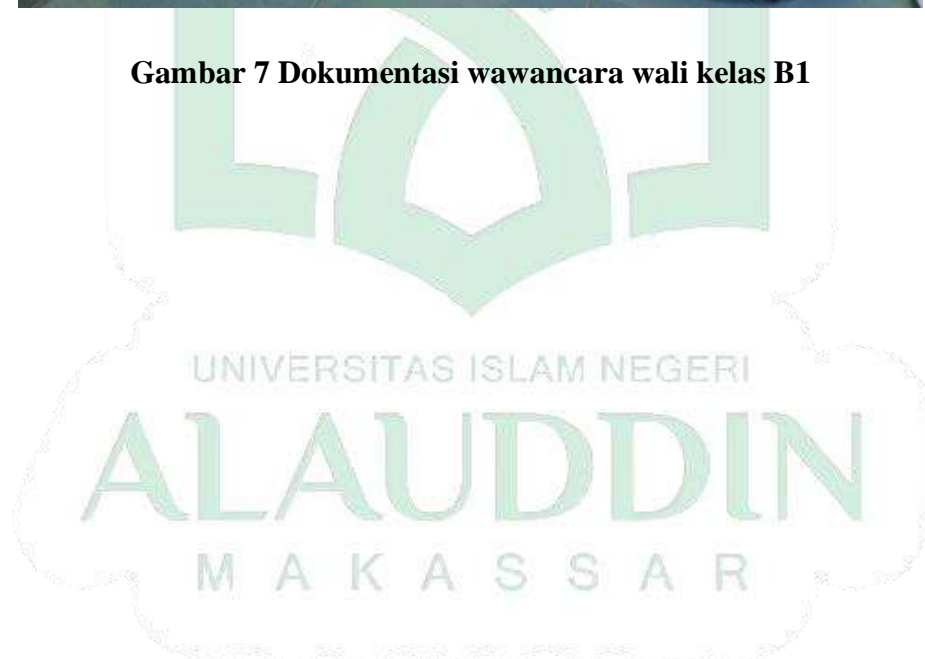 Gambar 7 Dokumentasi wawancara wali kelas B1
UNIVERSITAS ISLAM NEGERI
ALAUDDIN
M A K A S S A R